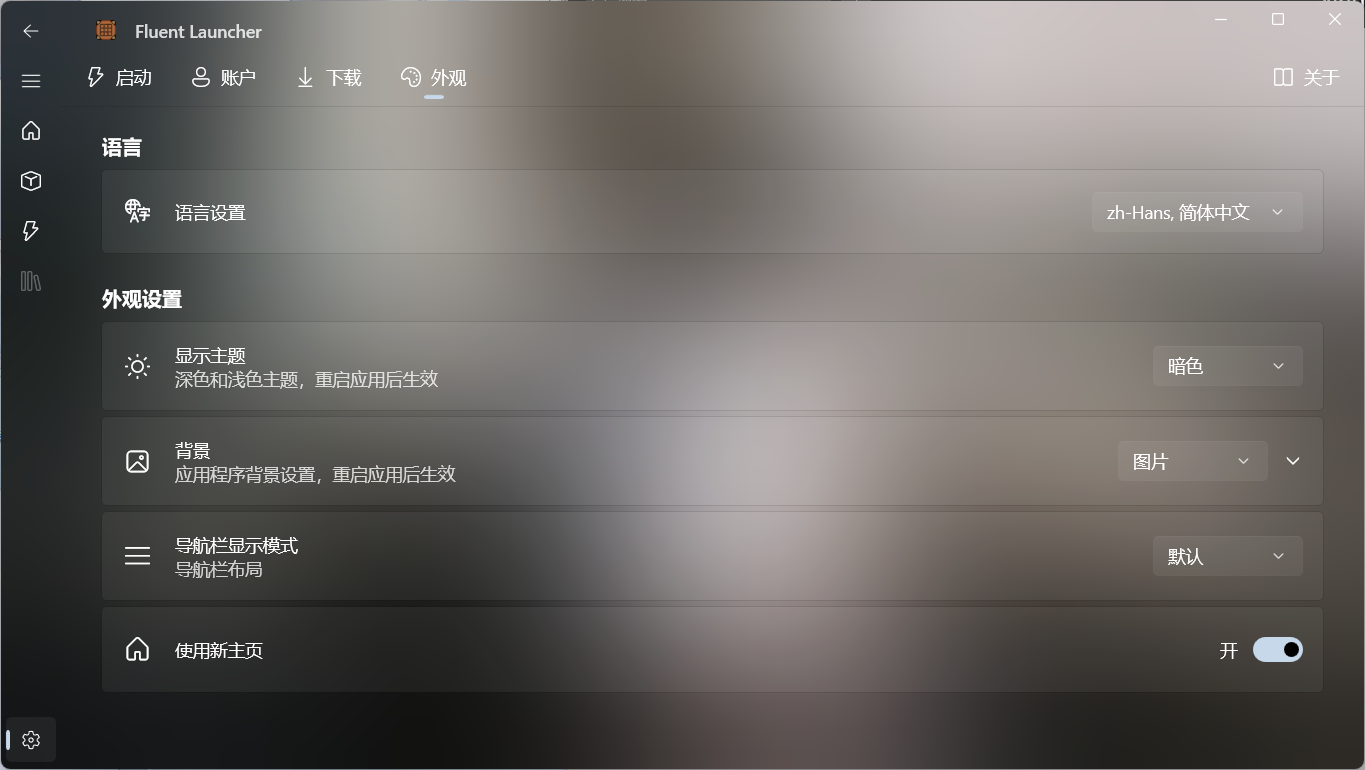 Fluent Launcher
启动
账户
下载
外观
关于
语言
语言设置
zh-Hans, 简体中文
外观设置
显示主题
深色和浅色主题，重启应用后生效
暗色
背景
应用程序背景设置，重启应用后生效
图片
导航栏显示模式
导航栏布局
默认
使用新主页
开